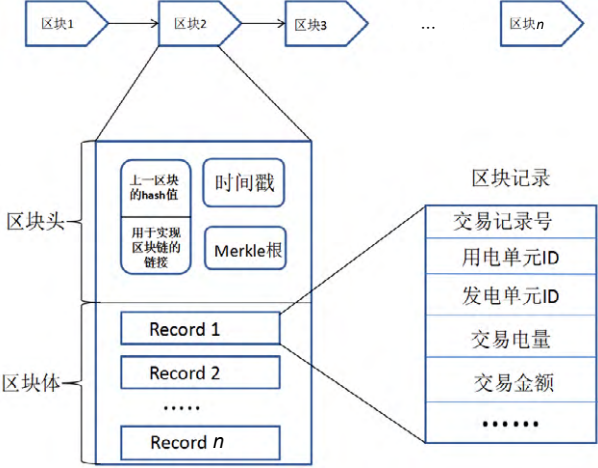 区块1
区块2
区块3
...
区块n
区块头
上一区块
的hash值
用于实现
区块链的
链接
时间戳
Merkle根
区块体
Record 1
Record 2
.....
Record n
区块记录
交易记录号
用电单元ID
发电单元ID
交易电量
交易金额
......